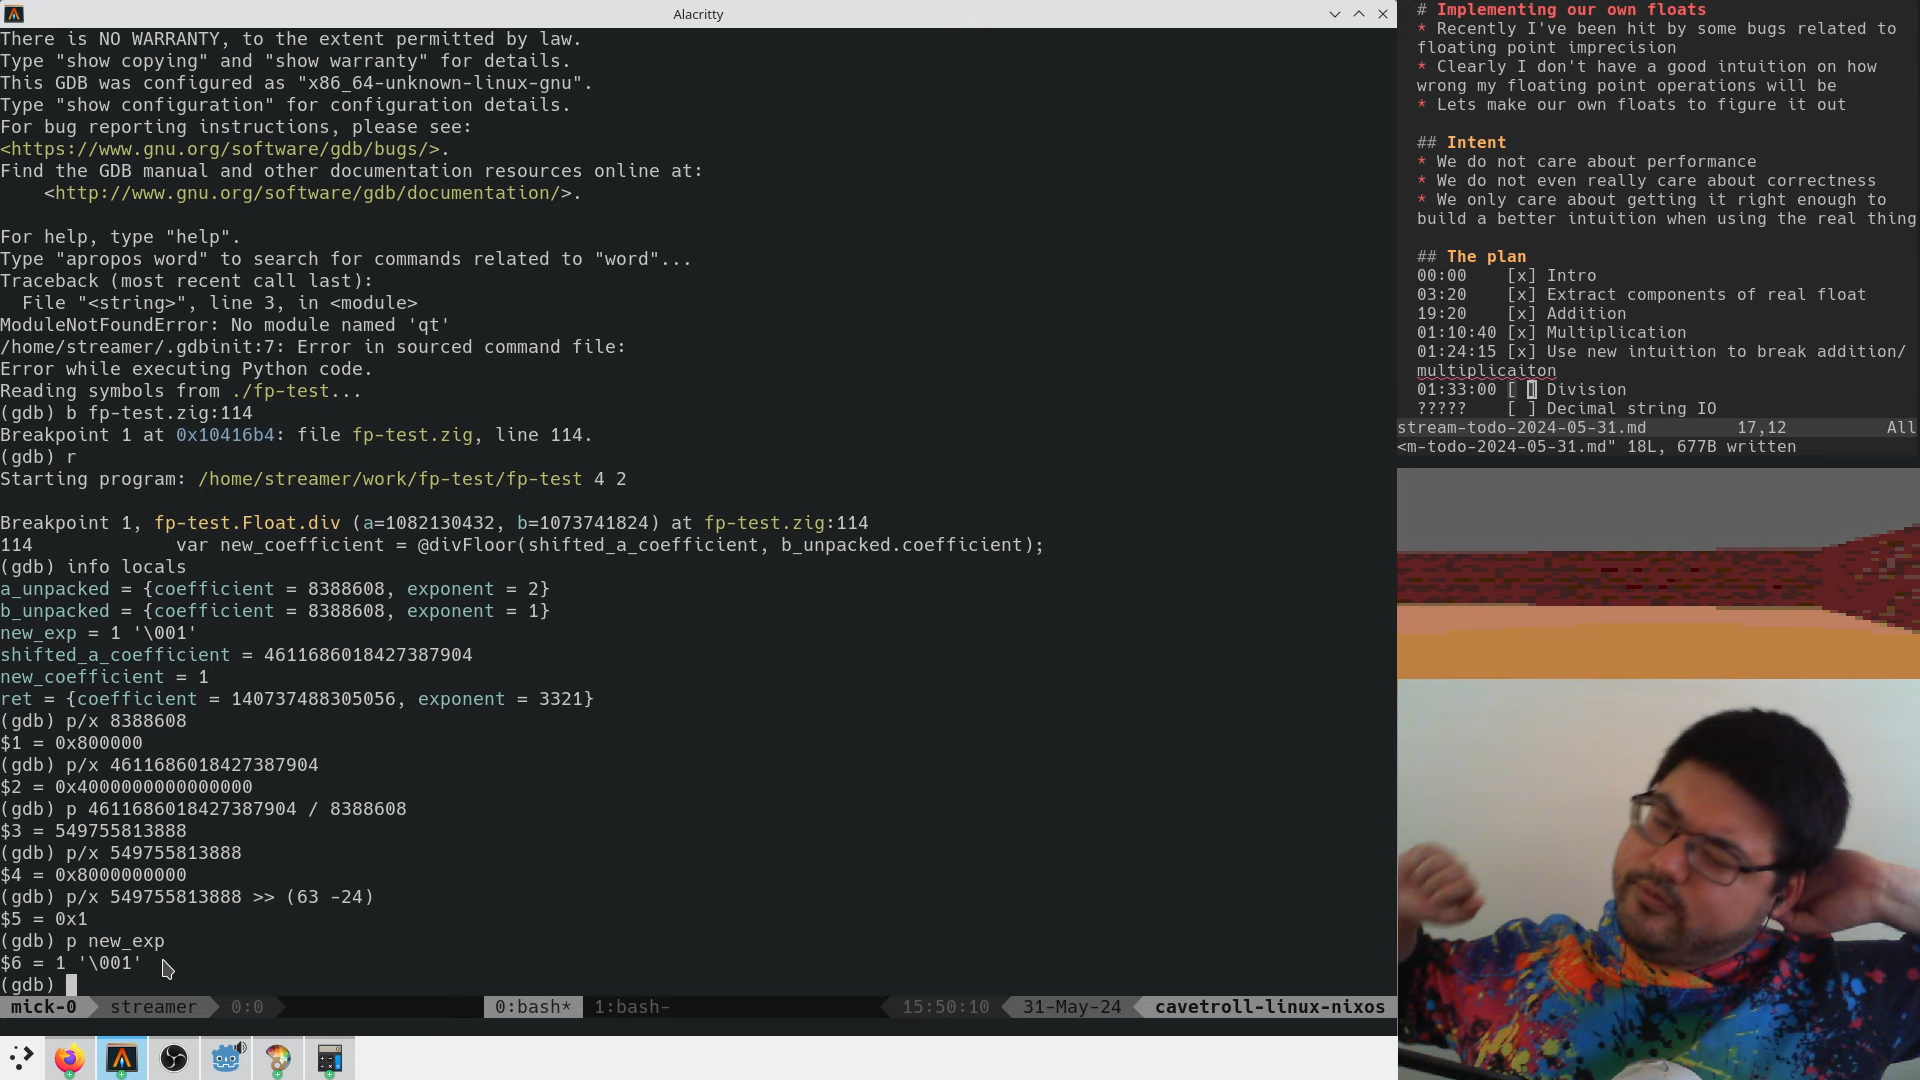 Alacritty
There is NO WARRANTY, to the extent permitted by law.
Type "show copying" and "show warranty" for details.
This GDB was configured as "x86_64-unknown-linux-gnu".
Type "show configuration" for configuration details.
For bug reporting instructions, please see:
<https://www.gnu.org/software/gdb/bugs/>.
Find the GDB manual and other documentation resources online at:
    <http://www.gnu.org/software/gdb/documentation/>.
For help, type "help".
Type "apropos word" to search for commands related to "word"...
Traceback (most recent call last):
  File "<string>", line 3, in <module>
ModuleNotFoundError: No module named 'qt'
/home/streamer/.gdbinit:7: Error in sourced command file:
Error while executing Python code.
Reading symbols from ./fp-test...
(gdb) b fp-test.zig:114
Breakpoint 1 at 0x10416b4: file fp-test.zig, line 114.
(gdb) r
Starting program: /home/streamer/work/fp-test/fp-test 4 2
Breakpoint 1, fp-test.Float.div (a=1082130432, b=1073741824) at fp-test.zig:114
114             var new_coefficient = @divFloor(shifted_a_coefficient, b_unpacked.coefficient);
(gdb) info locals
a_unpacked = {coefficient = 8388608, exponent = 2}
b_unpacked = {coefficient = 8388608, exponent = 1}
new_exp = 1 '\001'
shifted_a_coefficient = 4611686018427387904
new_coefficient = 1
ret = {coefficient = 140737488305056, exponent = 3321}
(gdb) p/x 8388608
$1 = 0x800000
(gdb) p/x 4611686018427387904
$2 = 0x4000000000000000
(gdb) p 4611686018427387904 / 8388608
$3 = 549755813888
(gdb) p/x 549755813888
$4 = 0x8000000000
(gdb) p/x 549755813888 >> (63 -24)
$5 = 0x1
(gdb) p new_exp
$6 = 1 '\001'
(gdb)
mick-0 streamer 0:0 0:bash* 1:bash- 15:50:10 31-May-24 cavetroll-linux-nixos
# Implementing our own floats
* Recently I've been hit by some bugs related to
floating point imprecision
* Clearly I don't have a good intuition on how
wrong my floating point operations will be
* Lets make our own floats to figure it out
## Intent
* We do not care about performance
* We do not even really care about correctness
* We only care about getting it right enough to
build a better intuition when using the real thing
## The plan
00:00    [x] Intro
03:20    [x] Extract components of real float
19:20    [x] Addition
01:10:40 [x] Multiplication
01:24:15 [x] Use new intuition to break addition/
multiplicaiton
01:33:00 [ ] Division
?????    [ ] Decimal string IO
stream-todo-2024-05-31.md 17,12 All
<m-todo-2024-05-31.md" 18L, 677B written